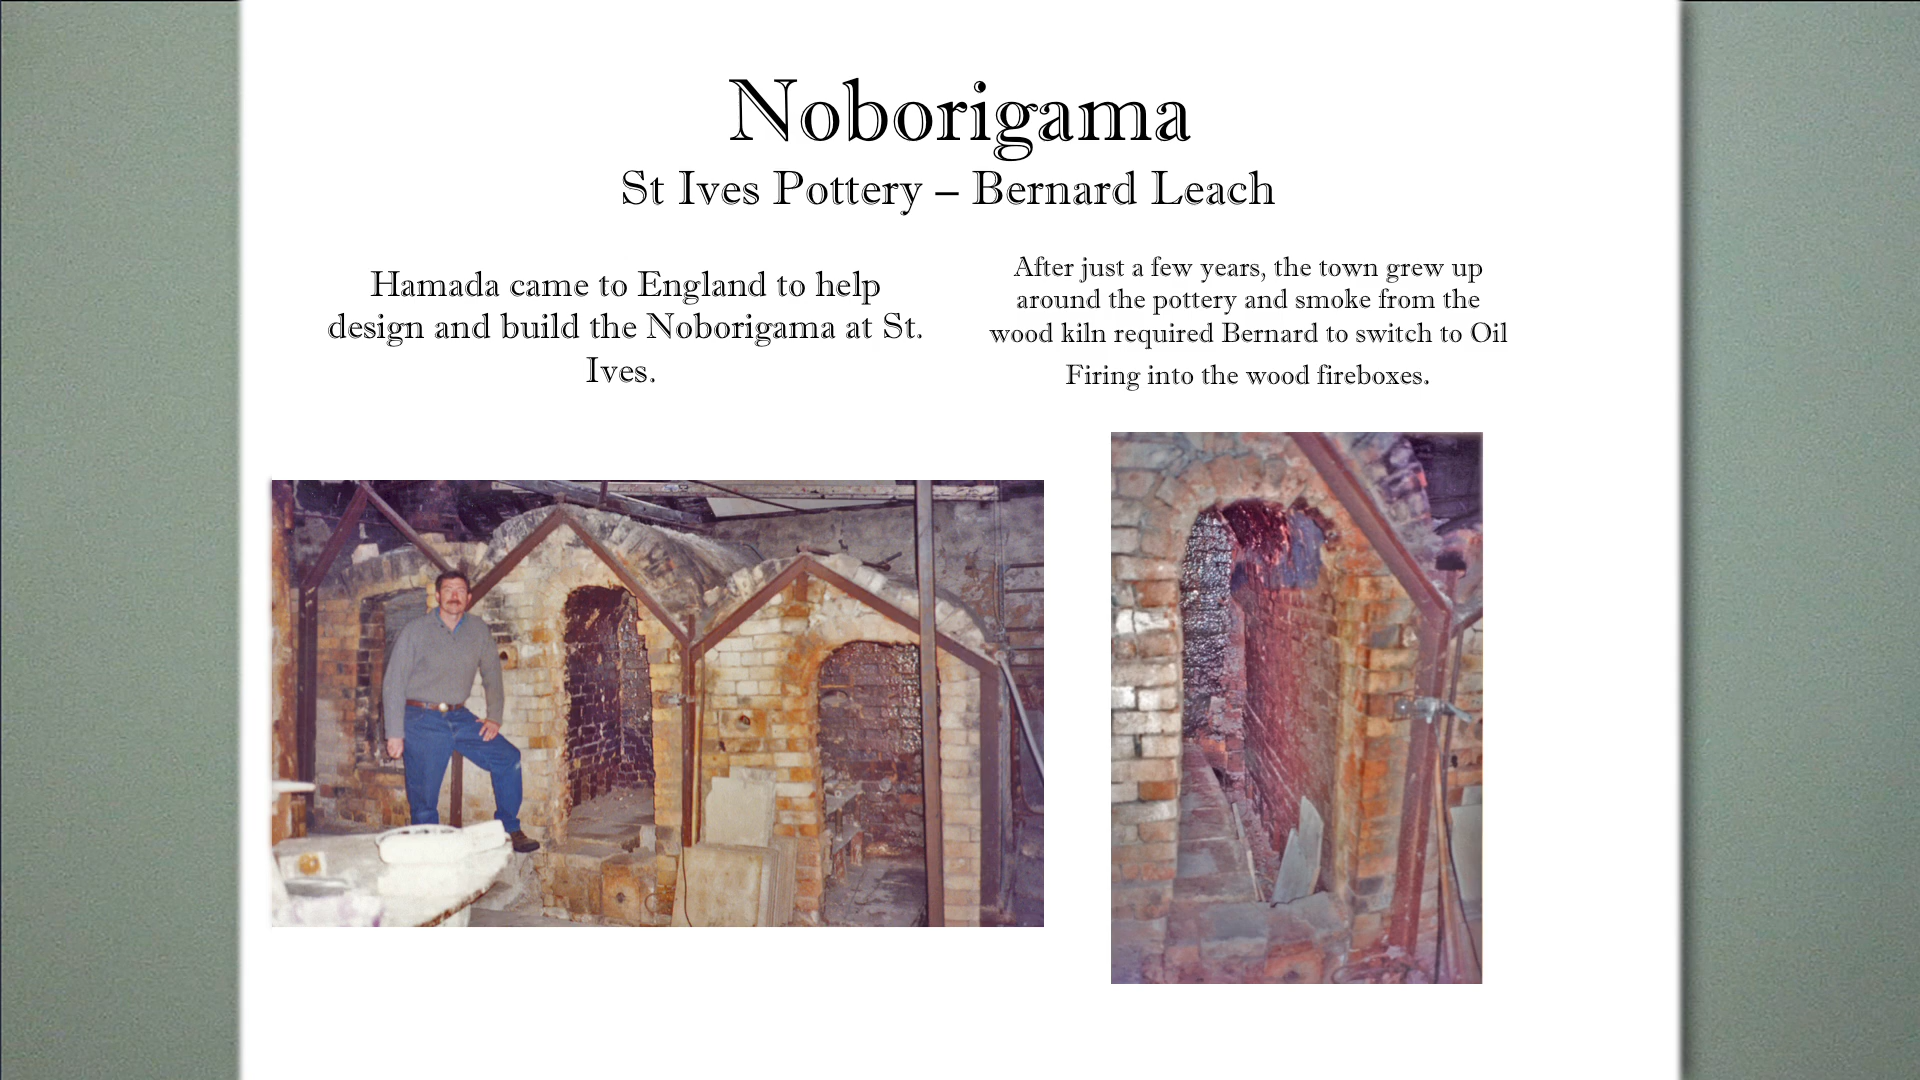 Noborigama
St Ives Pottery – Bernard Leach
Hamada came to England to help
design and build the Noborigama at St.
Ives.
After just a few years, the town grew up
around the pottery and smoke from the
wood kiln required Bernard to switch to Oil
Firing into the wood fireboxes.